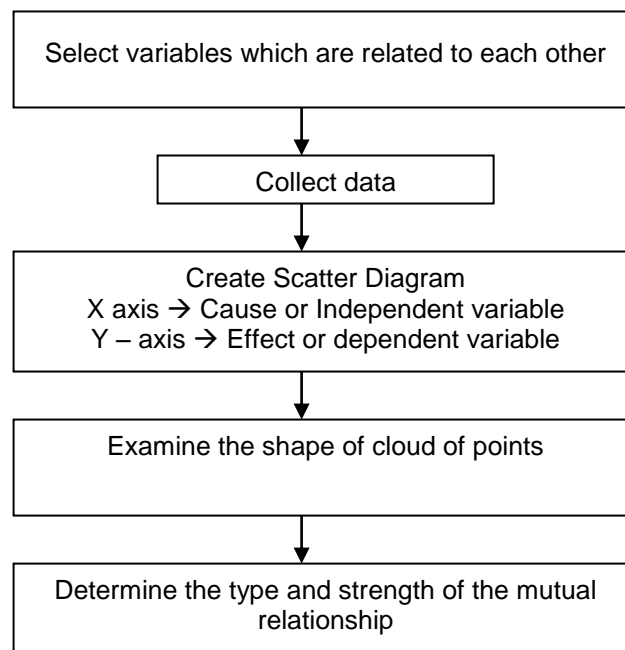 Select variables which are related to each other
Collect data
Create Scatter Diagram
X axis → Cause or Independent variable
Y – axis → Effect or dependent variable
Examine the shape of cloud of points
Determine the type and strength of the mutual
relationship